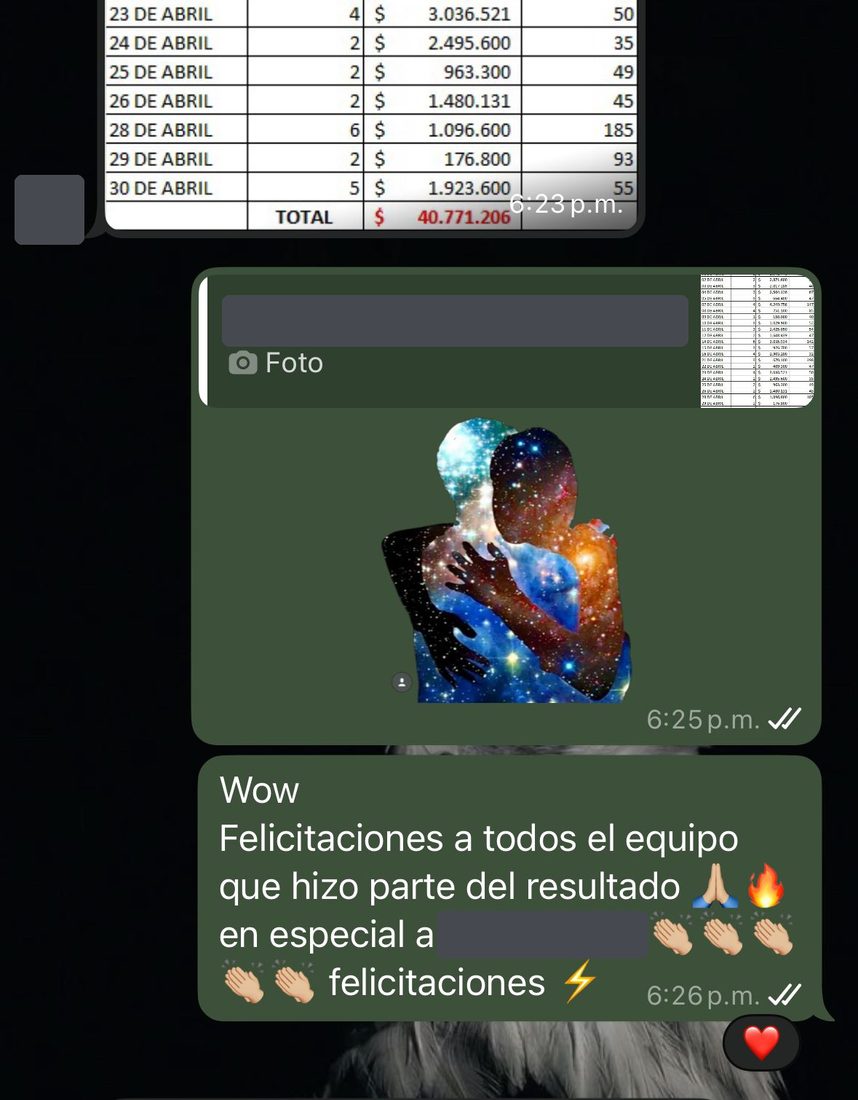 23 DE ABRIL 4 $ 3.036.521 50
24 DE ABRIL 2 $ 2.495.600 35
25 DE ABRIL 2 $ 963.300 49
26 DE ABRIL 2 $ 1.480.131 45
28 DE ABRIL 6 $ 1.096.600 185
29 DE ABRIL 2 $ 176.800 93
30 DE ABRIL 5 $ 1.923.600 55
TOTAL $ 40.771.206
6:23 p.m.
Foto
6:25 p.m.
Wow
Felicitaciones a todos el equipo
que hizo parte del resultado 🙏🏼🔥
en especial a 👏🏼👏🏼👏🏼
👏🏼👏🏼 felicitaciones ⚡
6:26 p.m.
❤️